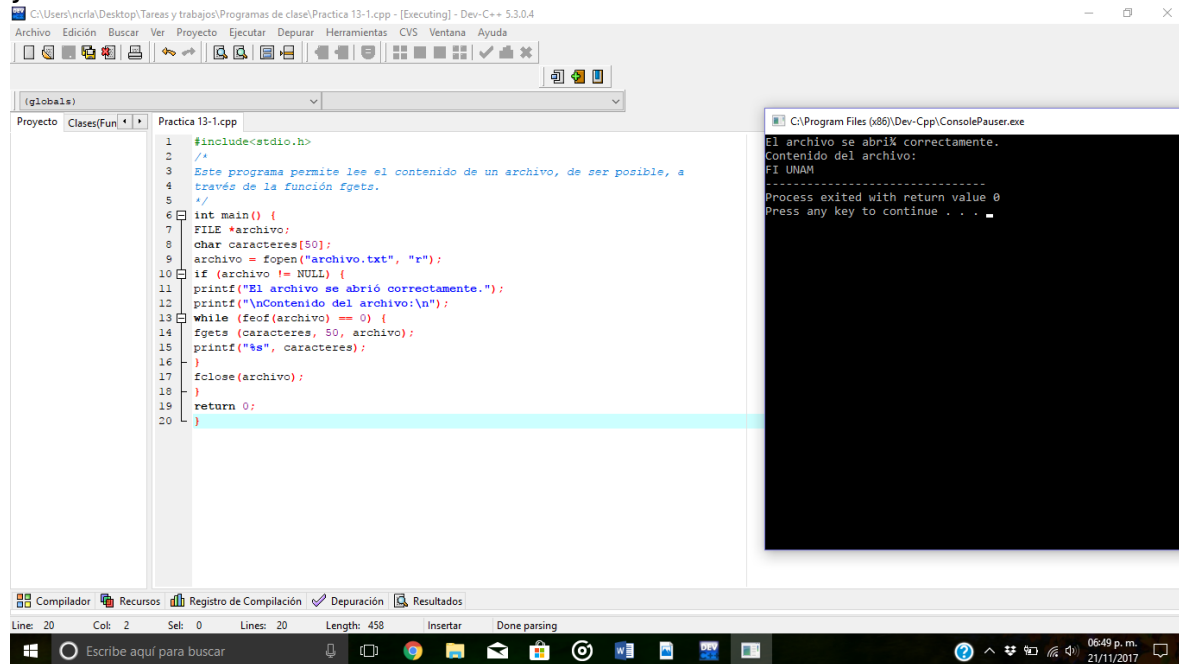 C:\Users\ncrla\Desktop\Tareas y trabajos\Programas de clase\Practica 13-1.cpp - [Executing] - Dev-C++ 5.3.0.4
Archivo Edición Buscar Ver Proyecto Ejecutar Depurar Herramientas CVS Ventana Ayuda
(globals)
Proyecto Clases(Fun
Practica 13-1.cpp
1 #include<stdio.h>
2 /*
3 Este programa permite lee el contenido de un archivo, de ser posible, a
4 través de la función fgets.
5 */
6 int main() {
7 FILE *archivo;
8 char caracteres[50];
9 archivo = fopen("archivo.txt", "r");
10 if (archivo != NULL) {
11 printf("El archivo se abrió correctamente.");
12 printf("\nContenido del archivo:\n");
13 while (feof(archivo) == 0) {
14 fgets (caracteres, 50, archivo);
15 printf("%s", caracteres);
16 }
17 fclose(archivo);
18 }
19 return 0;
20 }
C:\Program Files (x86)\Dev-Cpp\ConsolePauser.exe
El archivo se abri¾ correctamente.
Contenido del archivo:
FI UNAM
--------------------------------
Process exited with return value 0
Press any key to continue . . .
Compilador Recursos Registro de Compilación Depuración Resultados
Line: 20 Col: 2 Sel: 0 Lines: 20 Length: 458 Insertar Done parsing
Escribe aquí para buscar
06:49 p. m.
21/11/2017